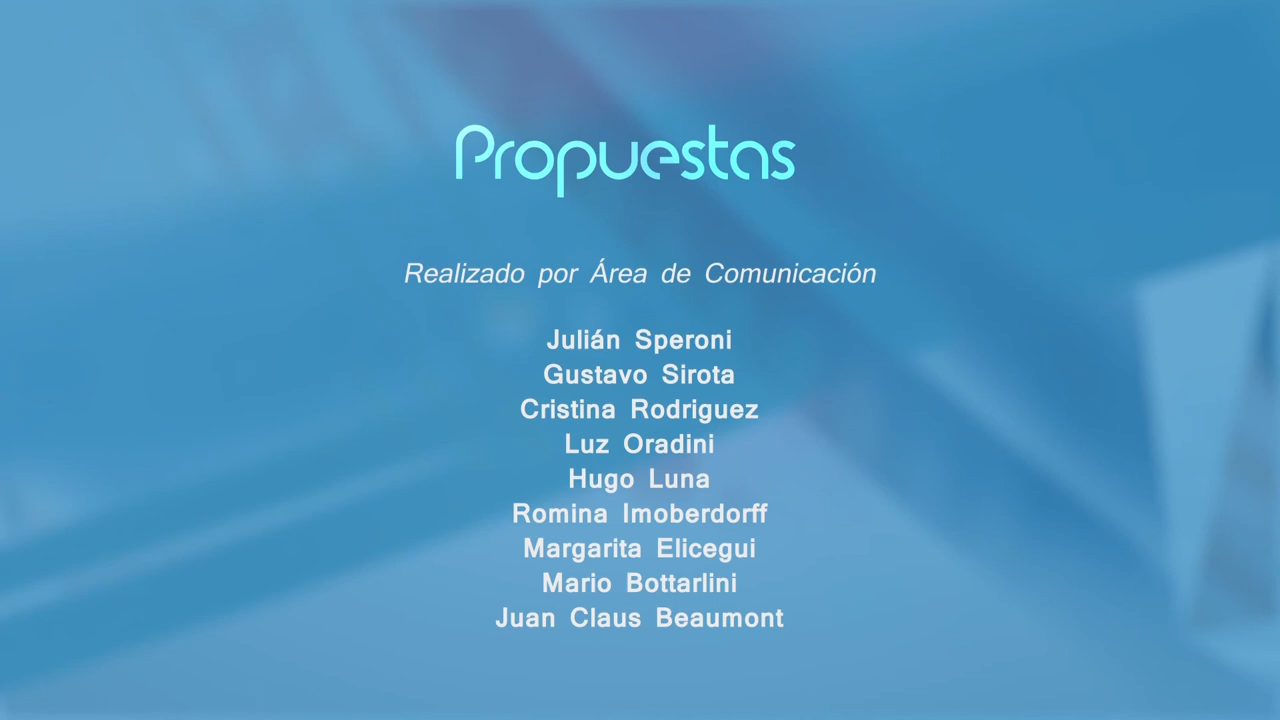 Propuestas
Realizado por Área de Comunicación
Julián Speroni
Gustavo Sirota
Cristina Rodriguez
Luz Oradini
Hugo Luna
Romina Imoberdorff
Margarita Elicegui
Mario Bottarlini
Juan Claus Beaumont